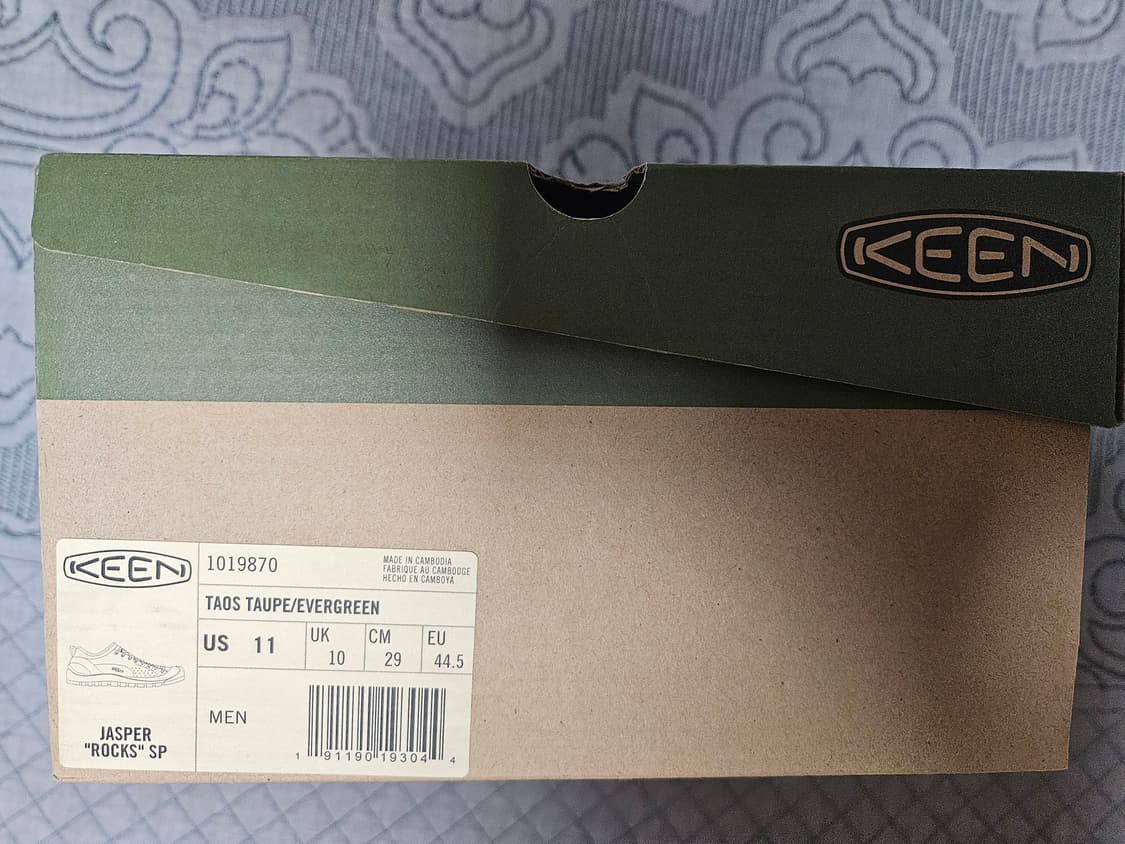 KEEN
KEEN
1019870
MADE IN CAMBODIA
FABRIQUE AU CAMBODGE
HECHO EN CAMBOYA
TAOS TAUPE/EVERGREEN
US 11
UK 10
CM 29
EU 44.5
MEN
JASPER
"ROCKS" SP
1 91190 19304 4